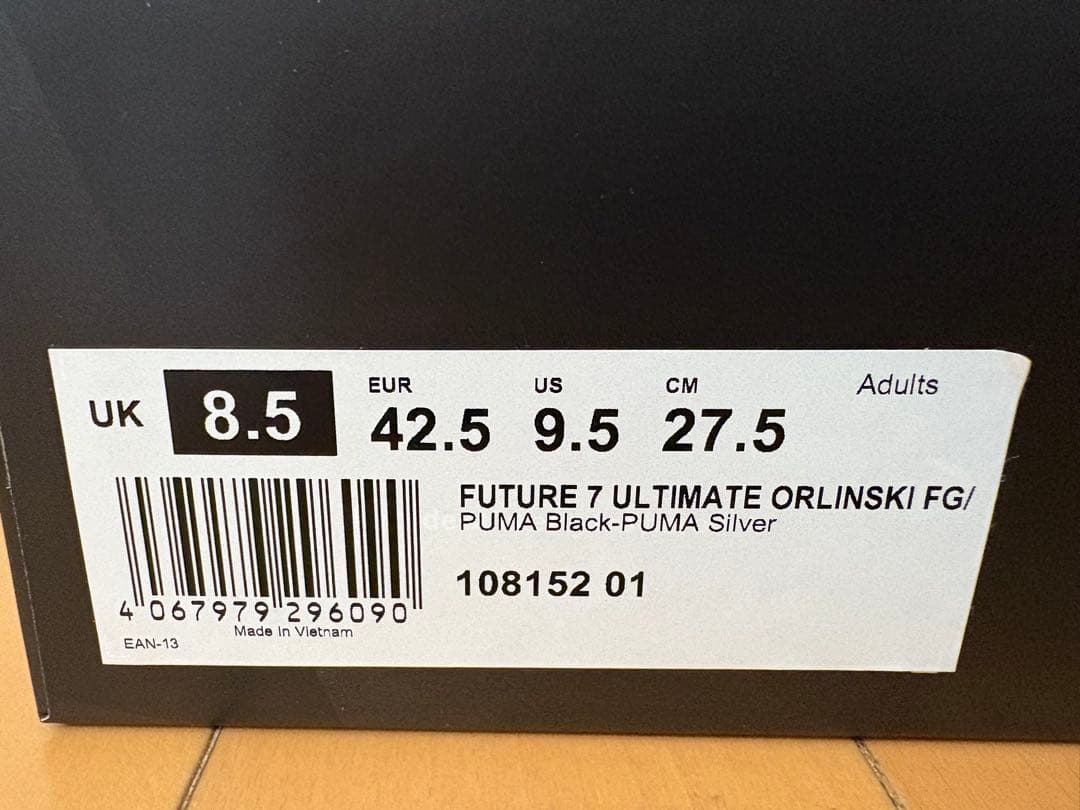 UK 8.5
EUR US CM Adults
42.5 9.5 27.5
FUTURE 7 ULTIMATE ORLINSKI FG/
PUMA Black-PUMA Silver
108152 01
4 067979 296090
Made In Vietnam
EAN-13